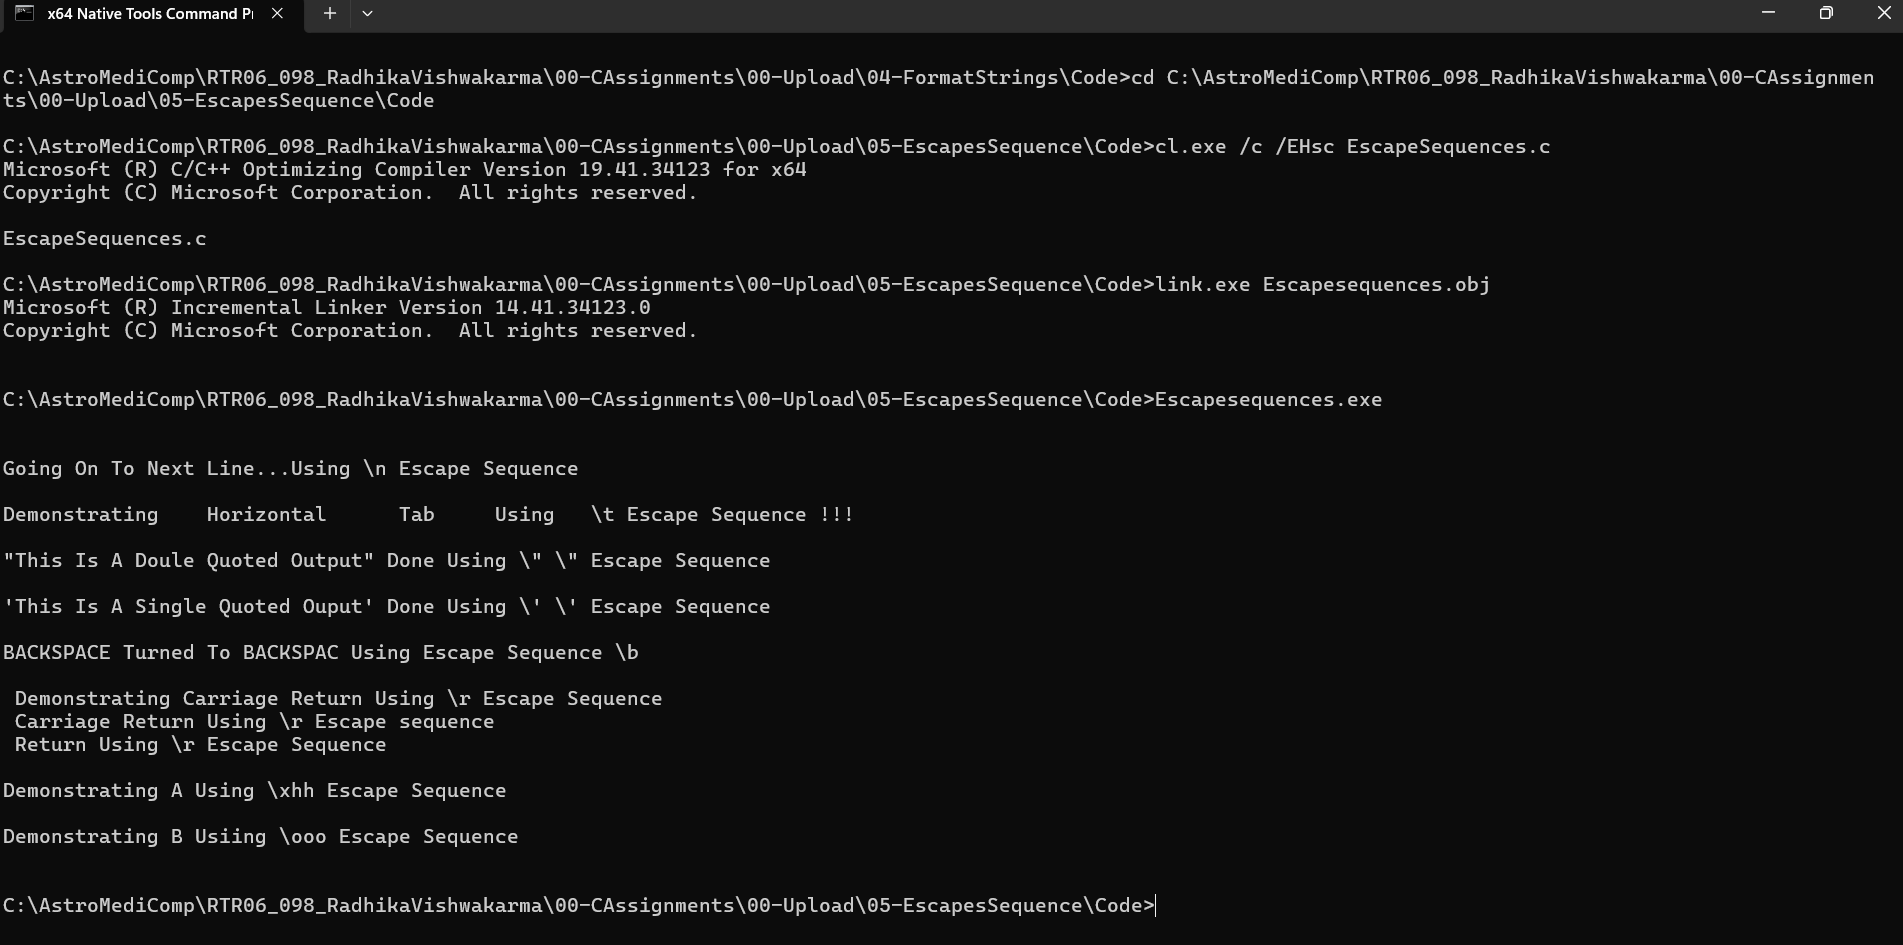 x64 Native Tools Command P
C:\AstroMediComp\RTR06_098_RadhikaVishwakarma\00-CAssignments\00-Upload\04-FormatStrings\Code>cd C:\AstroMediComp\RTR06_098_RadhikaVishwakarma\00-CAssignmen
ts\00-Upload\05-EscapesSequence\Code
C:\AstroMediComp\RTR06_098_RadhikaVishwakarma\00-CAssignments\00-Upload\05-EscapesSequence\Code>cl.exe /c /EHsc EscapeSequences.c
Microsoft (R) C/C++ Optimizing Compiler Version 19.41.34123 for x64
Copyright (C) Microsoft Corporation.  All rights reserved.
EscapeSequences.c
C:\AstroMediComp\RTR06_098_RadhikaVishwakarma\00-CAssignments\00-Upload\05-EscapesSequence\Code>link.exe Escapesequences.obj
Microsoft (R) Incremental Linker Version 14.41.34123.0
Copyright (C) Microsoft Corporation.  All rights reserved.
C:\AstroMediComp\RTR06_098_RadhikaVishwakarma\00-CAssignments\00-Upload\05-EscapesSequence\Code>Escapesequences.exe
Going On To Next Line...Using \n Escape Sequence
Demonstrating    Horizontal      Tab     Using   \t Escape Sequence !!!
"This Is A Doule Quoted Output" Done Using \" \" Escape Sequence
'This Is A Single Quoted Ouput' Done Using \' \' Escape Sequence
BACKSPACE Turned To BACKSPAC Using Escape Sequence \b
Demonstrating Carriage Return Using \r Escape Sequence
Carriage Return Using \r Escape sequence
Return Using \r Escape Sequence
Demonstrating A Using \xhh Escape Sequence
Demonstrating B Usiing \ooo Escape Sequence
C:\AstroMediComp\RTR06_098_RadhikaVishwakarma\00-CAssignments\00-Upload\05-EscapesSequence\Code>